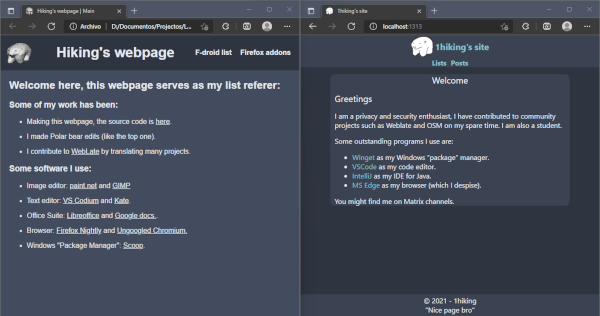 Hiking's webpage | Main
Archivo
D:/Documentos/Projectos/L...
Hiking's webpage
F-droid list
Firefox addons
Welcome here, this webpage serves as my list referer:
Some of my work has been:
Making this webpage, the source code is here.
I made Polar bear edits (like the top one).
I contribute to WebLate by translating many projects.
Some software I use:
Image editor: paint.net and GIMP
Text editor: VS Codium and Kate.
Office Suite: Libreoffice and Google docs..
Browser: Firefox Nightly and Ungoogled Chromium.
Windows "Package Manager": Scoop.
1hiking's site
localhost:1313
1hiking's site
Lists Posts
Welcome
Greetings
I am a privacy and security enthusiast, I have contributed to community
projects such as Weblate and OSM on my spare time. I am also a student.
Some outstanding programs I use are:
Winget as my Windows "package" manager.
VSCode as my code editor.
IntelliJ as my IDE for Java.
MS Edge as my browser (which I despise).
You might find me on Matrix channels.
© 2021 - 1hiking
"Nice page bro"